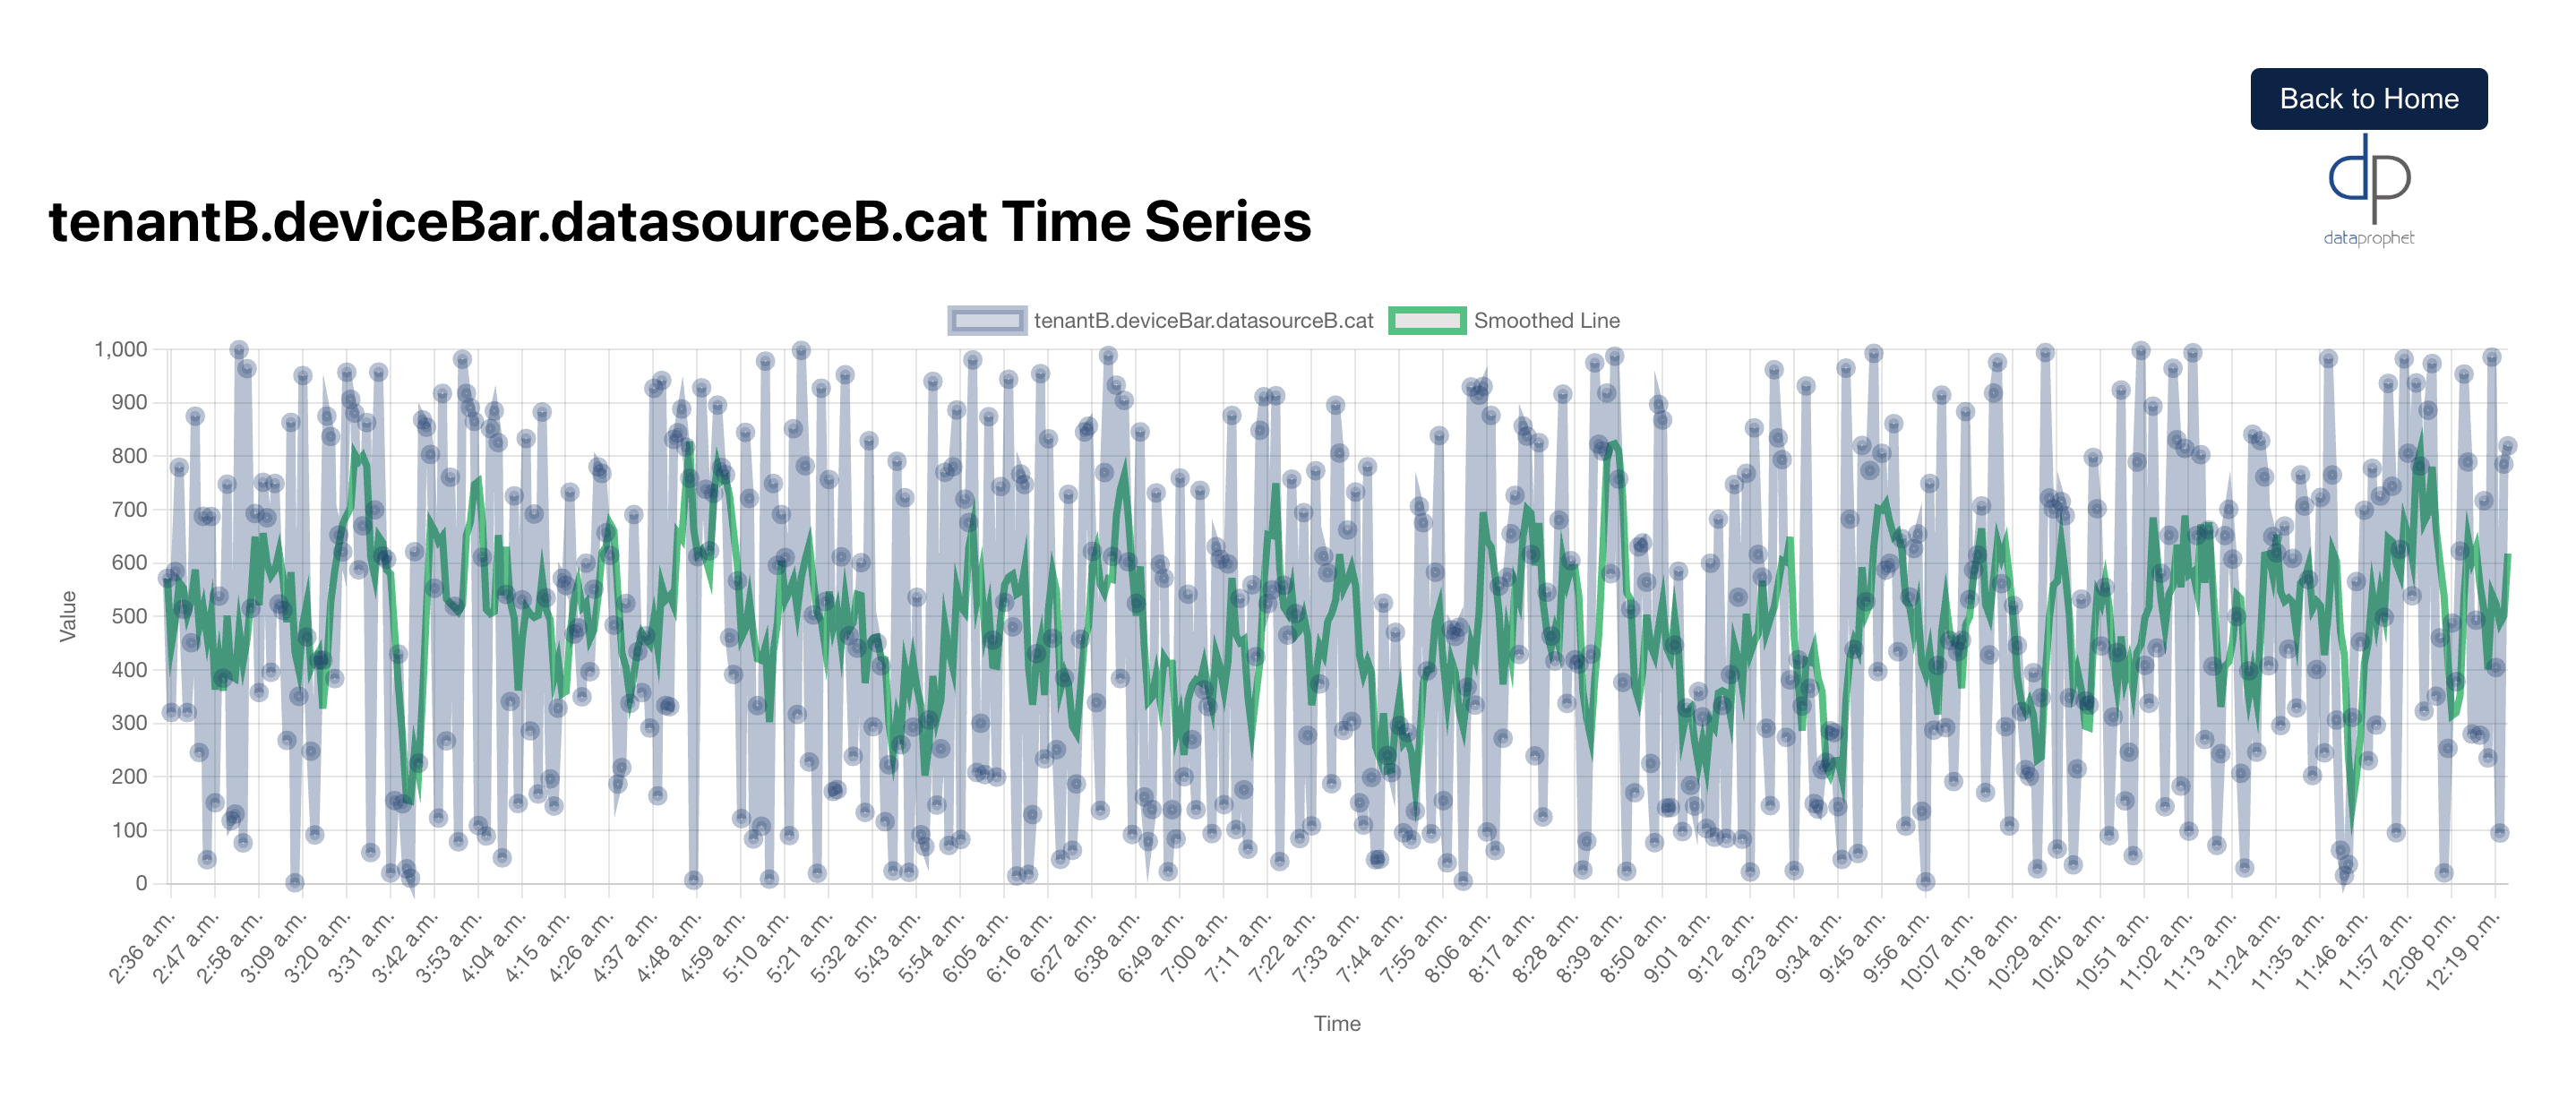 Back to Home
dataprophet
tenantB.deviceBar.datasourceB.cat Time Series
tenantB.deviceBar.datasourceB.cat Smoothed Line
1,000
900
800
700
600
500
400
300
200
100
0
Value
2:36 a.m. 2:47 a.m. 2:58 a.m. 3:09 a.m. 3:20 a.m. 3:31 a.m. 3:42 a.m. 3:53 a.m. 4:04 a.m. 4:15 a.m. 4:26 a.m. 4:37 a.m. 4:48 a.m. 4:59 a.m. 5:10 a.m. 5:21 a.m. 5:32 a.m. 5:43 a.m. 5:54 a.m. 6:05 a.m. 6:16 a.m. 6:27 a.m. 6:38 a.m. 6:49 a.m. 7:00 a.m. 7:11 a.m. 7:22 a.m. 7:33 a.m. 7:44 a.m. 7:55 a.m. 8:06 a.m. 8:17 a.m. 8:28 a.m. 8:39 a.m. 8:50 a.m. 9:01 a.m. 9:12 a.m. 9:23 a.m. 9:34 a.m. 9:45 a.m. 9:56 a.m. 10:07 a.m. 10:18 a.m. 10:29 a.m. 10:40 a.m. 10:51 a.m. 11:02 a.m. 11:13 a.m. 11:24 a.m. 11:35 a.m. 11:46 a.m. 11:57 a.m. 12:08 p.m. 12:19 p.m.
Time